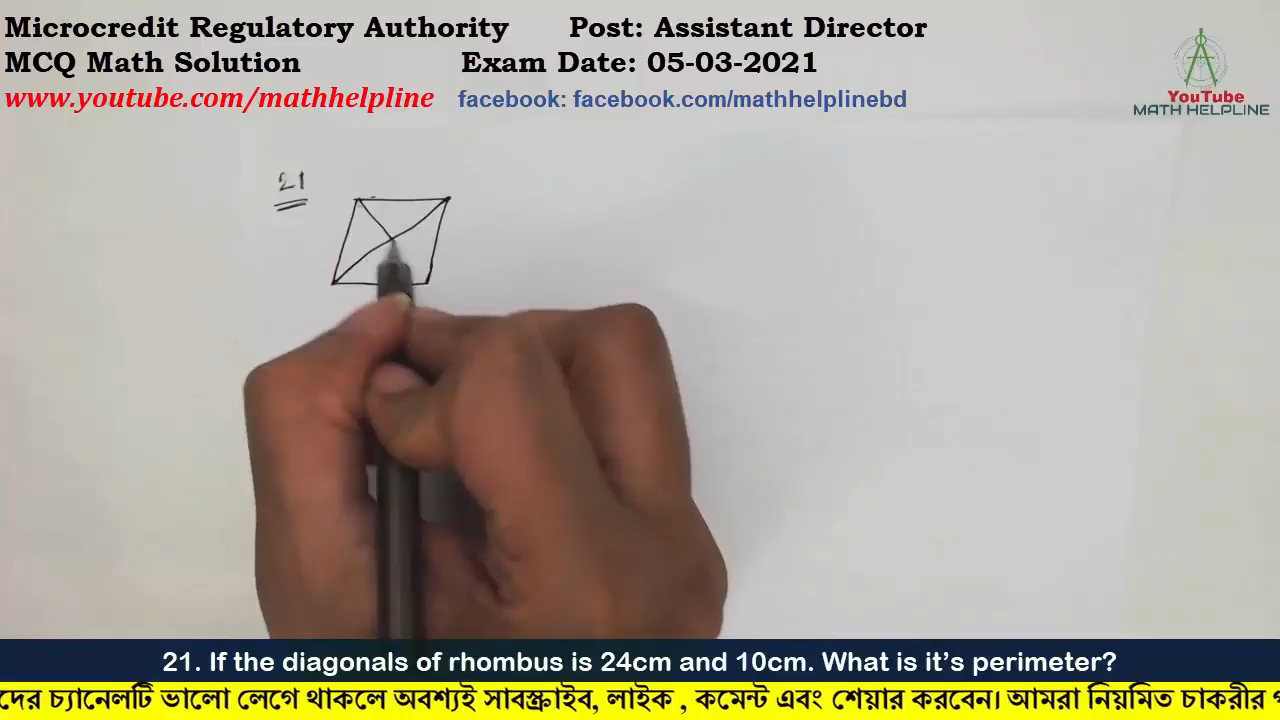 Microcredit Regulatory Authority Post: Assistant Director
MCQ Math Solution Exam Date: 05-03-2021
www.youtube.com/mathhelpline facebook: facebook.com/mathhelplinebd
YouTube
MATH HELPLINE
21
21. If the diagonals of rhombus is 24cm and 10cm. What is it's perimeter?
দের চ্যানেলটি ভালো লেগে থাকলে অবশ্যই সাবস্ক্রাইব, লাইক , কমেন্ট এবং শেয়ার করবেন। আমরা নিয়মিত চাকরীর